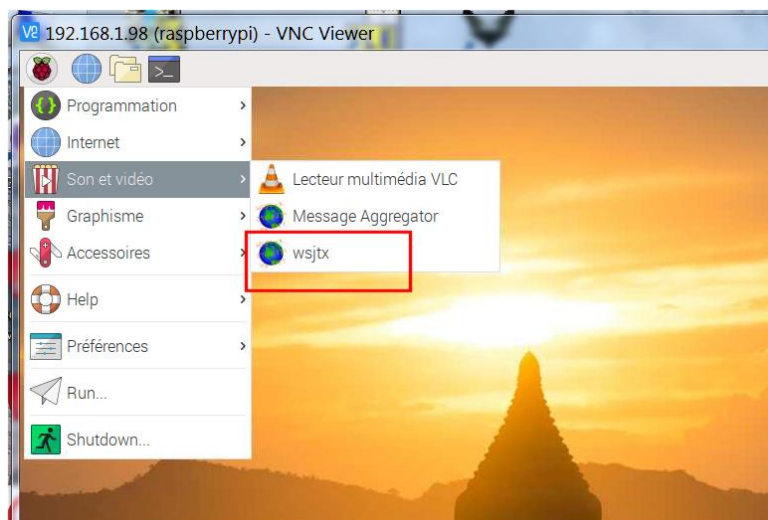 192.168.1.98 (raspberrypi) - VNC Viewer
Programmation
Internet
Son et vidéo
Lecteur multimédia VLC
Graphisme
Message Aggregator
Accessoires
wsjtx
Help
Préférences
Run...
Shutdown...